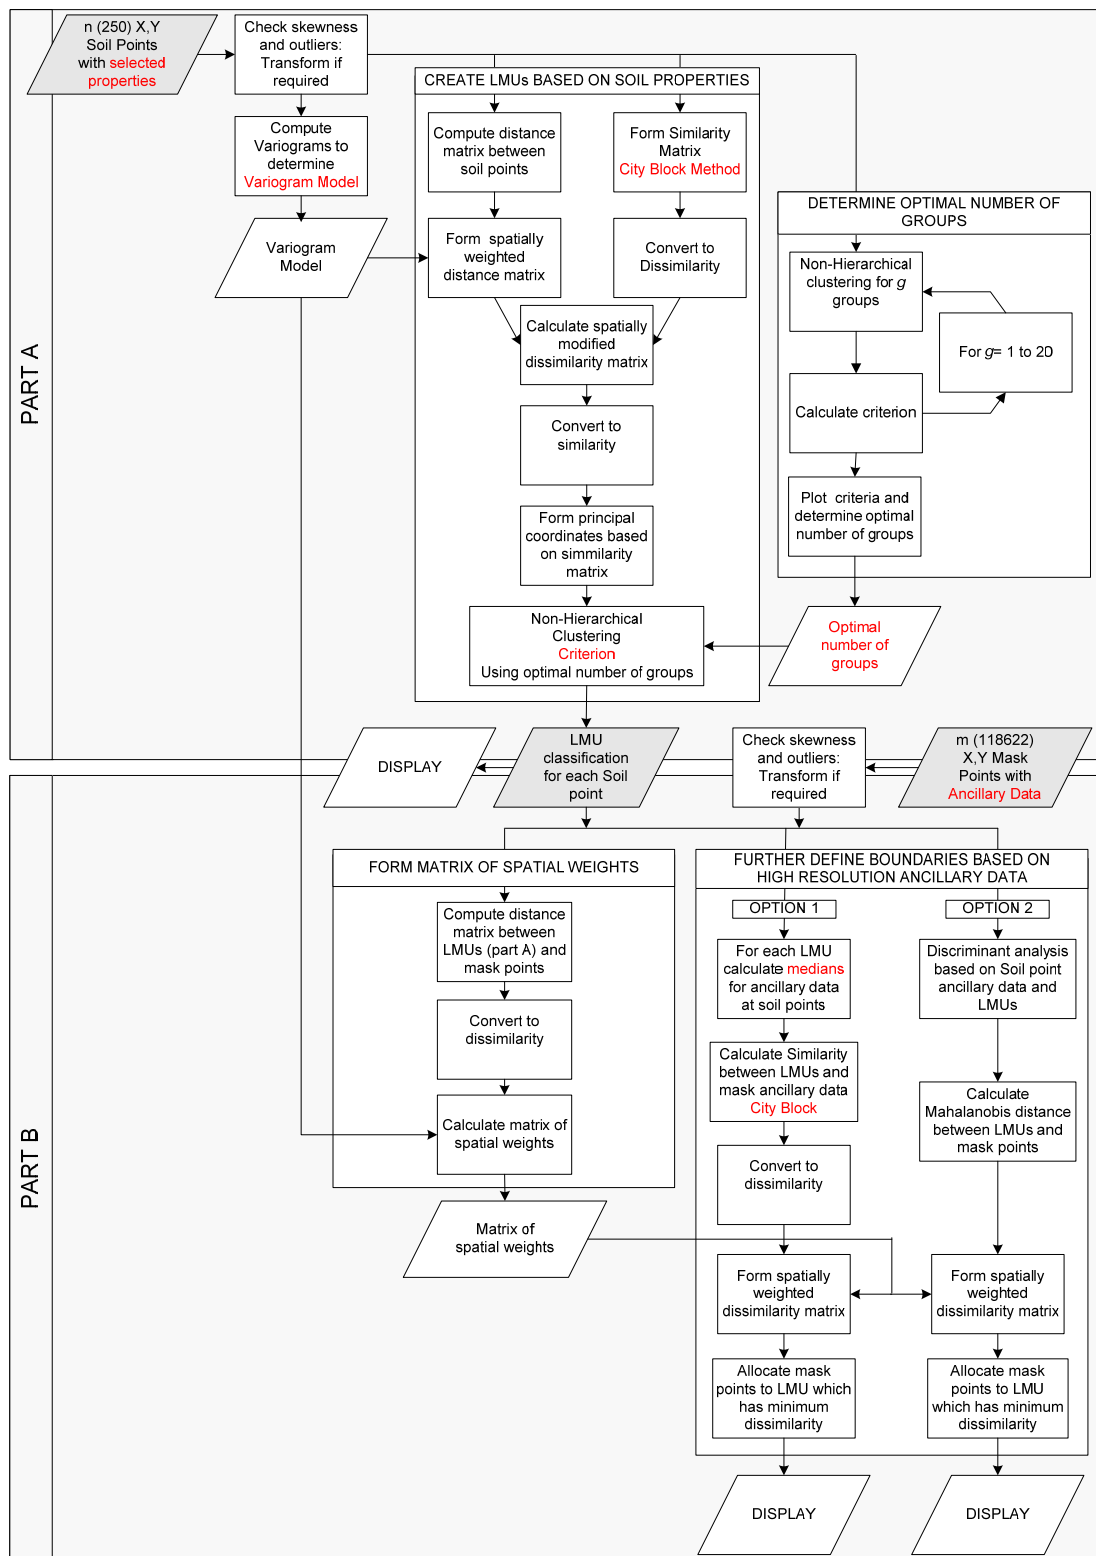 PART A
n (250) X,Y
Soil Points
with selected
properties
Check skewness
and outliers:
Transform if
required
Compute
Variograms to
determine
Variogram Model
Variogram
Model
CREATE LMUs BASED ON SOIL PROPERTIES
Compute distance
matrix between
soil points
Form Similarity
Matrix
City Block Method
Form spatially
weighted
distance matrix
Convert to
Dissimilarity
Calculate spatially
modified
dissimilarity matrix
Convert to
similarity
Form principal
coordinates based
on simmilarity
matrix
Non-Hierarchical
Clustering
Criterion
Using optimal number of groups
DETERMINE OPTIMAL NUMBER OF
GROUPS
Non-Hierarchical
clustering for g
groups
For g= 1 to 20
Calculate criterion
Plot criteria and
determine optimal
number of groups
Optimal
number of
groups
DISPLAY
LMU
classification
for each Soil
point
Check skewness
and outliers:
Transform if
required
m (118622)
X,Y Mask
Points with
Ancillary Data
PART B
FORM MATRIX OF SPATIAL WEIGHTS
Compute distance
matrix between
LMUs (part A) and
mask points
Convert to
dissimilarity
Calculate matrix of
spatial weights
Matrix of
spatial weights
FURTHER DEFINE BOUNDARIES BASED ON
HIGH RESOLUTION ANCILLARY DATA
OPTION 1
For each LMU
calculate medians
for ancillary data
at soil points
Calculate Similarity
between LMUs and
mask ancillary data
City Block
Convert to
dissimilarity
Form spatially
weighted
dissimilarity matrix
Allocate mask
points to LMU which
has minimum
dissimilarity
DISPLAY
OPTION 2
Discriminant analysis
based on Soil point
ancillary data and
LMUs
Calculate
Mahalanobis distance
between LMUs and
mask points
Form spatially
weighted
dissimilarity matrix
Allocate mask
points to LMU
which has minimum
dissimilarity
DISPLAY